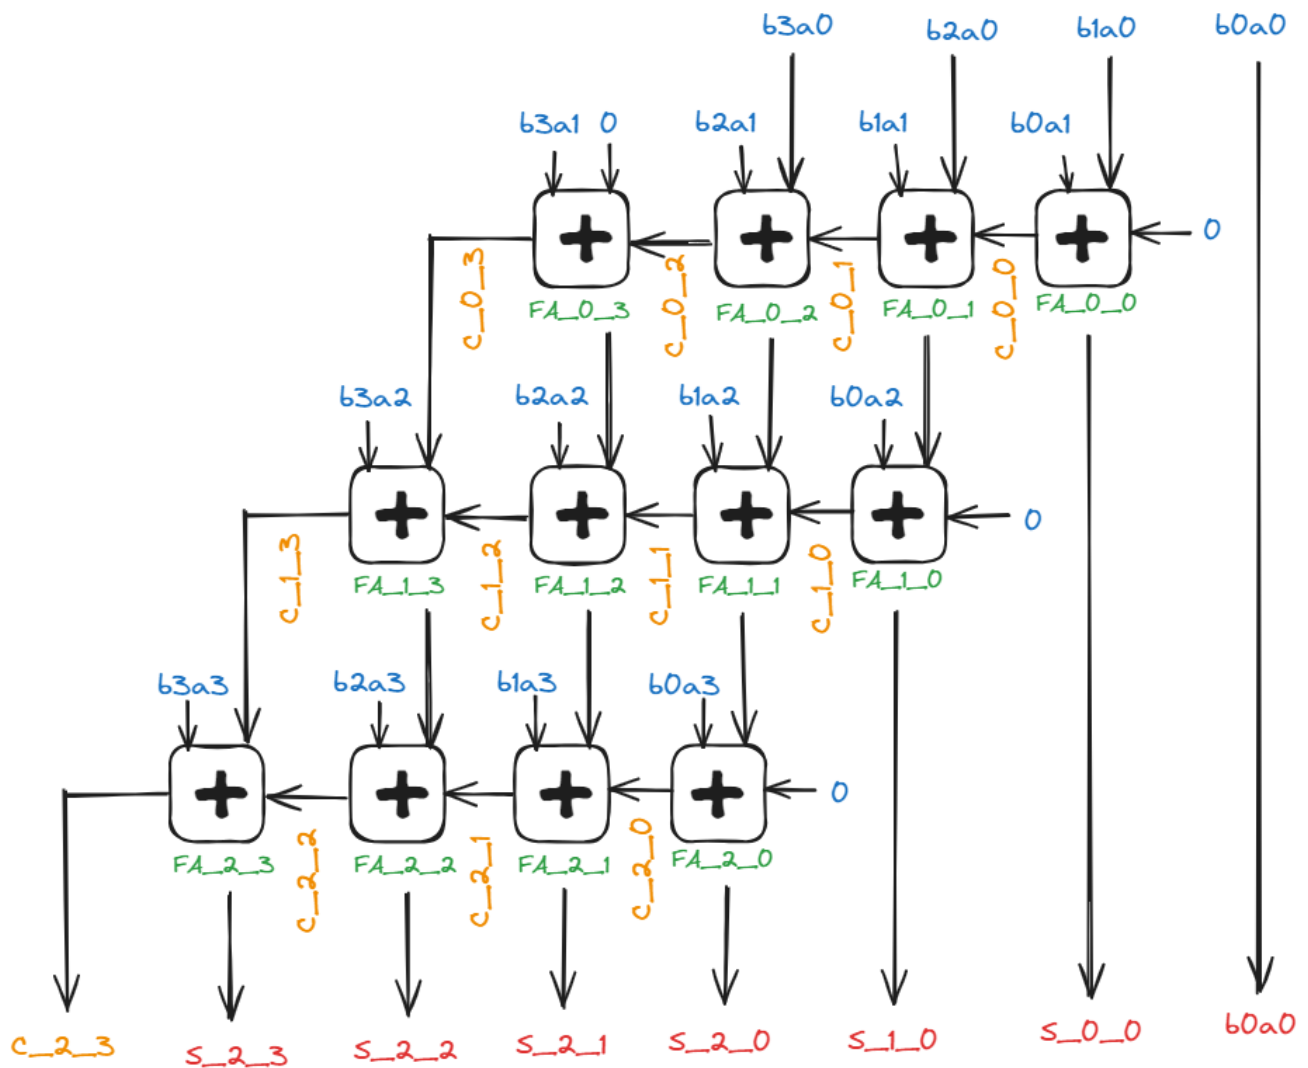 b3a0 b2a0 b1a0 b0a0
b3a1 0 b2a1 b1a1 b0a1
0
c_0_3 c_0_2 c_0_1 c_0_0
FA_0_3 FA_0_2 FA_0_1 FA_0_0
b3a2 b2a2 b1a2 b0a2
0
c_1_3 c_1_2 c_1_1 c_1_0
FA_1_3 FA_1_2 FA_1_1 FA_1_0
b3a3 b2a3 b1a3 b0a3
0
FA_2_3 FA_2_2 FA_2_1 FA_2_0
c_2_2 c_2_1 c_2_0
c_2_3 S_2_3 S_2_2 S_2_1 S_2_0 S_1_0 S_0_0 b0a0